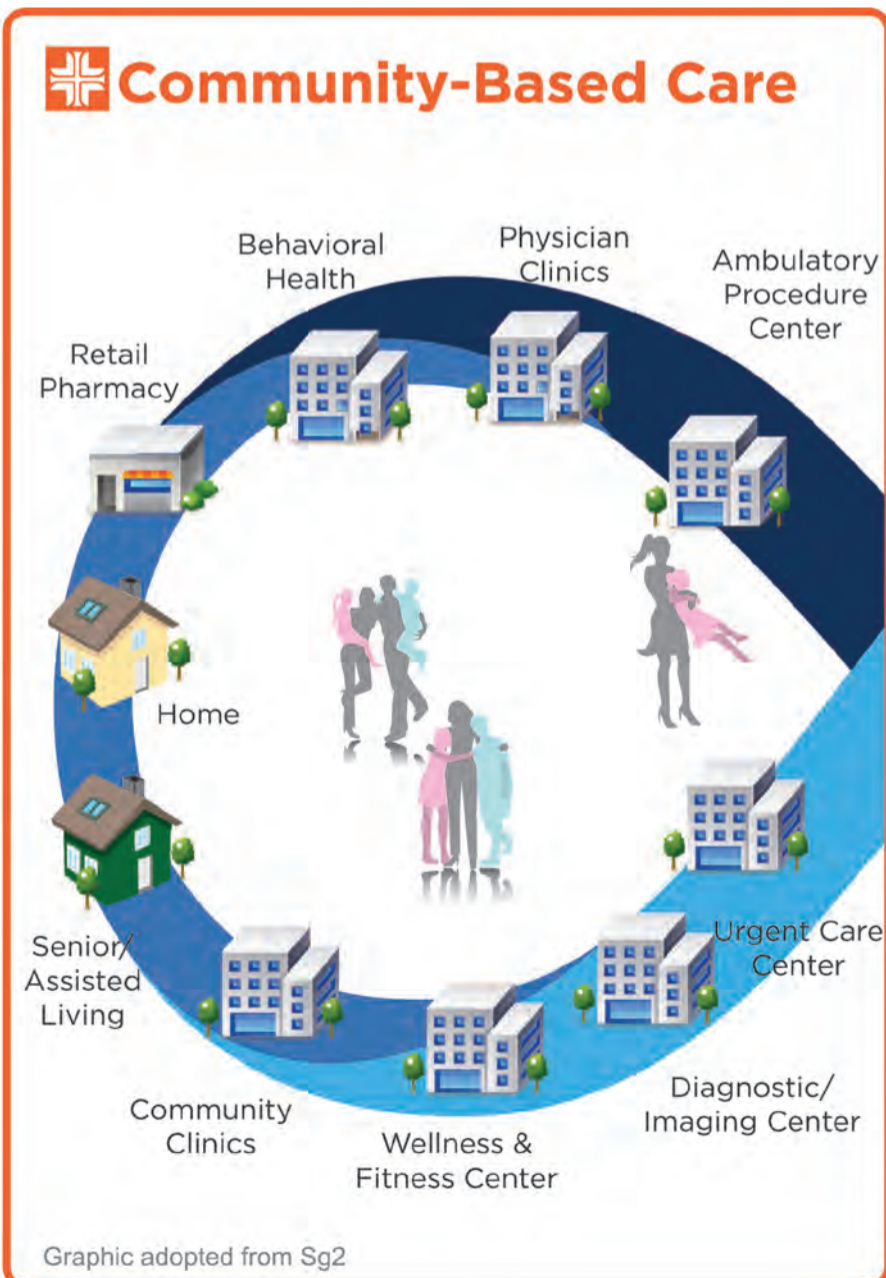 Community-Based Care
Behavioral
Health
Physician
Clinics
Ambulatory
Procedure
Center
Retail
Pharmacy
Home
Senior/
Assisted
Living
Urgent Care
Center
Community
Clinics
Wellness &
Fitness Center
Diagnostic/
Imaging Center
Graphic adopted from Sg2